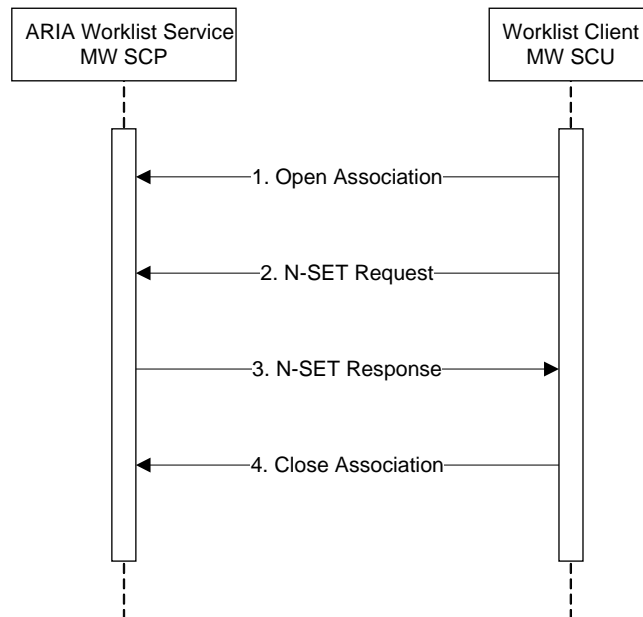 ARIA Worklist Service
MW SCP
Worklist Client
MW SCU
1. Open Association
2. N-SET Request
3. N-SET Response
4. Close Association